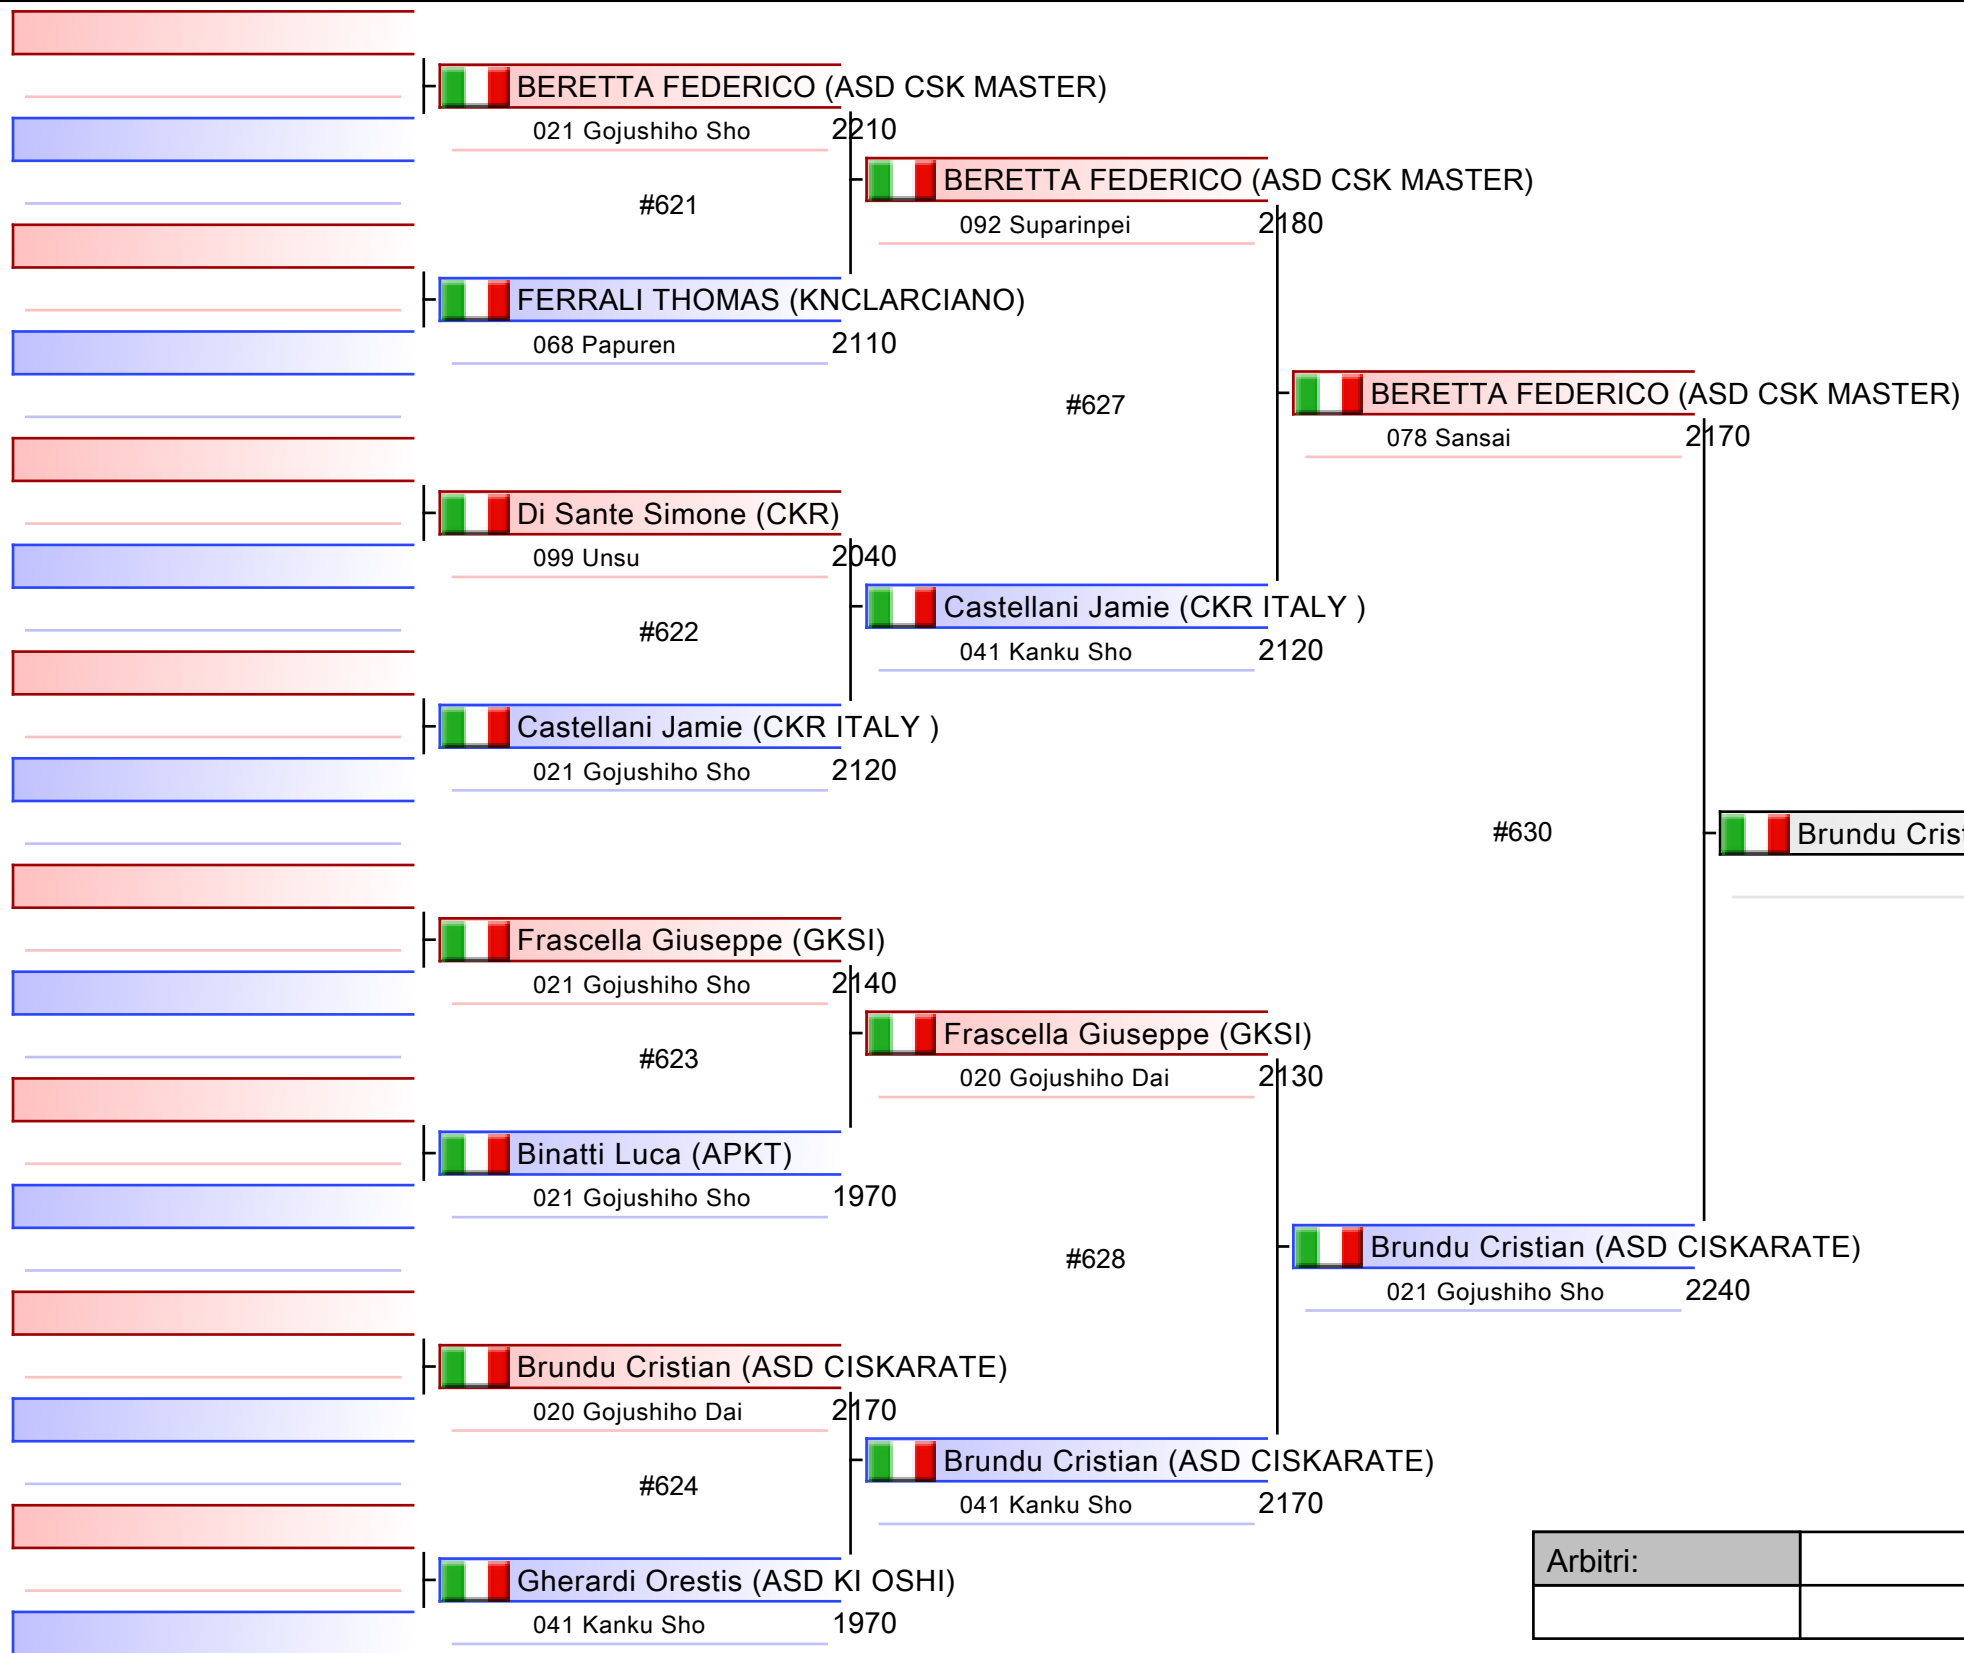 BERETTA FEDERICO (ASD CSK MASTER)
021 Gojushiho Sho 2210
#621
FERRALI THOMAS (KNCLARCIANO)
068 Papuren 2110
Di Sante Simone (CKR)
099 Unsu 2040
#622
Castellani Jamie (CKR ITALY )
021 Gojushiho Sho 2120
Frascella Giuseppe (GKSI)
021 Gojushiho Sho 2140
#623
Binatti Luca (APKT)
021 Gojushiho Sho 1970
Brundu Cristian (ASD CISKARATE)
020 Gojushiho Dai 2170
#624
Gherardi Orestis (ASD KI OSHI)
041 Kanku Sho 1970
BERETTA FEDERICO (ASD CSK MASTER)
092 Suparinpei 2180
#627
Castellani Jamie (CKR ITALY )
041 Kanku Sho 2120
Frascella Giuseppe (GKSI)
020 Gojushiho Dai 2130
#628
Brundu Cristian (ASD CISKARATE)
041 Kanku Sho 2170
BERETTA FEDERICO (ASD CSK MASTER)
078 Sansai 2170
#630
Brundu Cristian (ASD CISKARATE)
021 Gojushiho Sho 2240
Brundu
Arbitri: